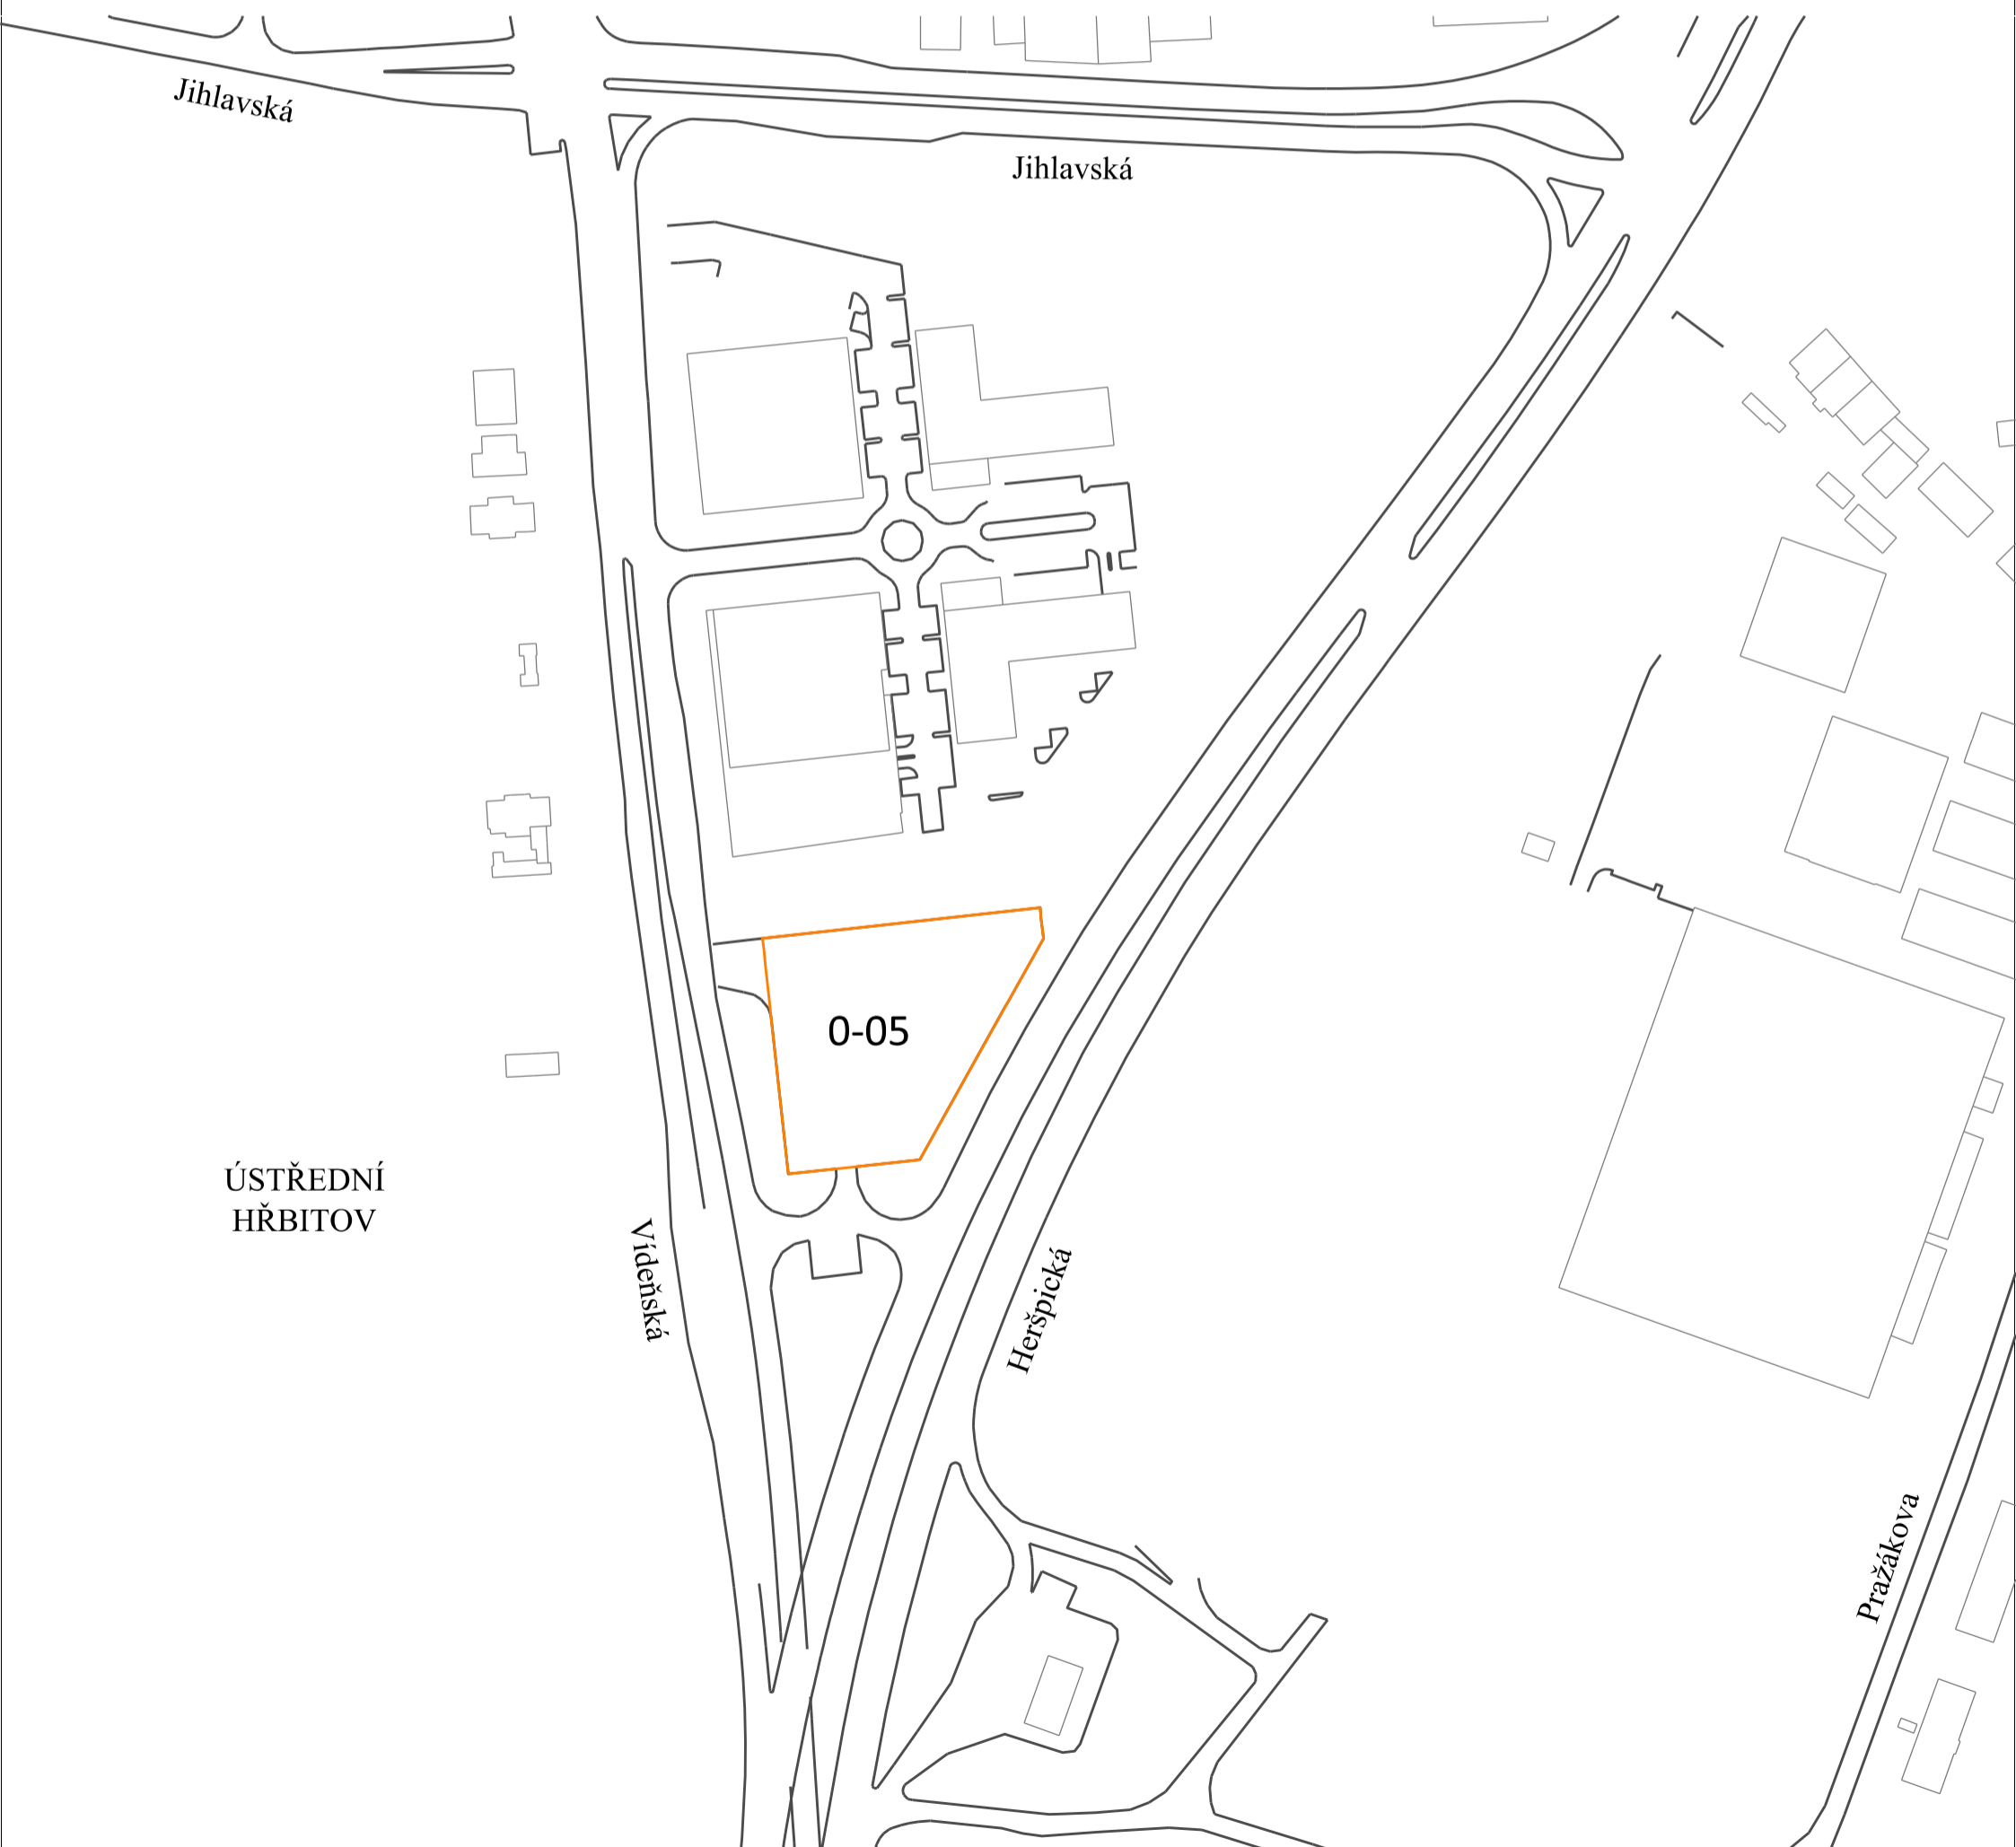 Jihlavská
Jihlavská
0-05
ÚSTŘEDNÍ
HŘBITOV
Vídeňská
Heršpická
Pražákova